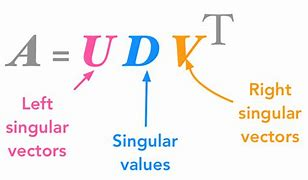 A = U D V^T
Left
singular
vectors
Singular
values
Right
singular
vectors